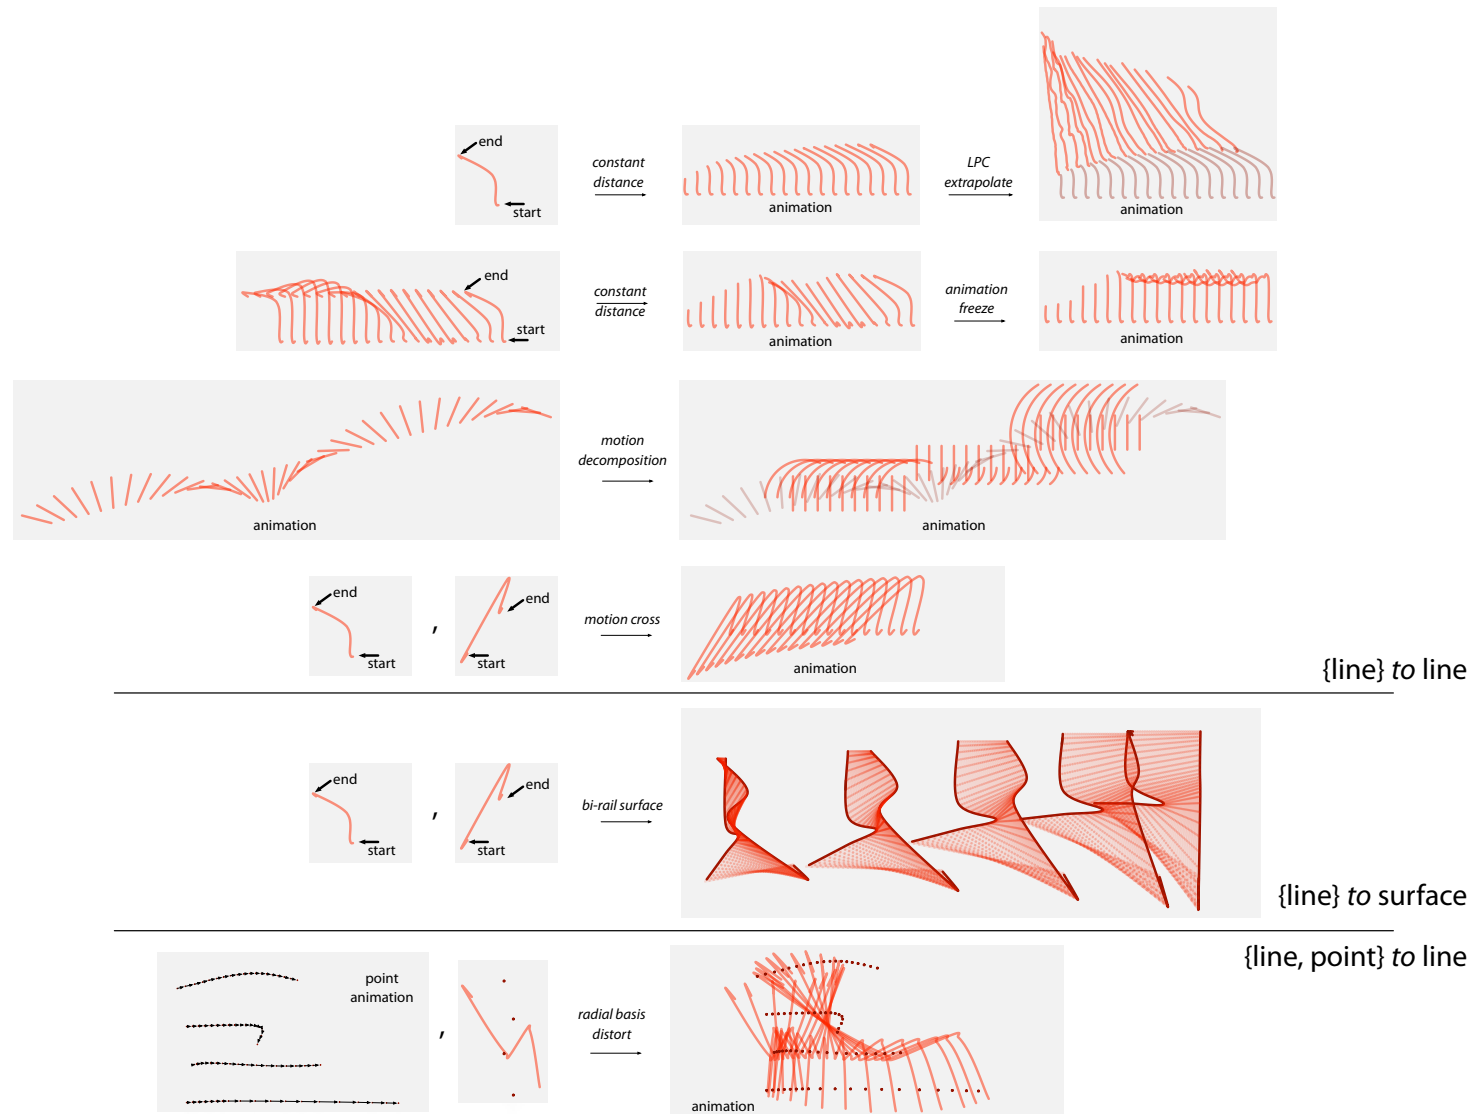 end
start
constant
distance
animation
LPC
extrapolate
animation
end
start
constant
distance
animation
animation
freeze
animation
animation
motion
decomposition
animation
end
start
,
end
start
motion cross
animation
{line} to line
end
start
,
end
start
bi-rail surface
{line} to surface
{line, point} to line
point
animation
,
radial basis
distort
animation